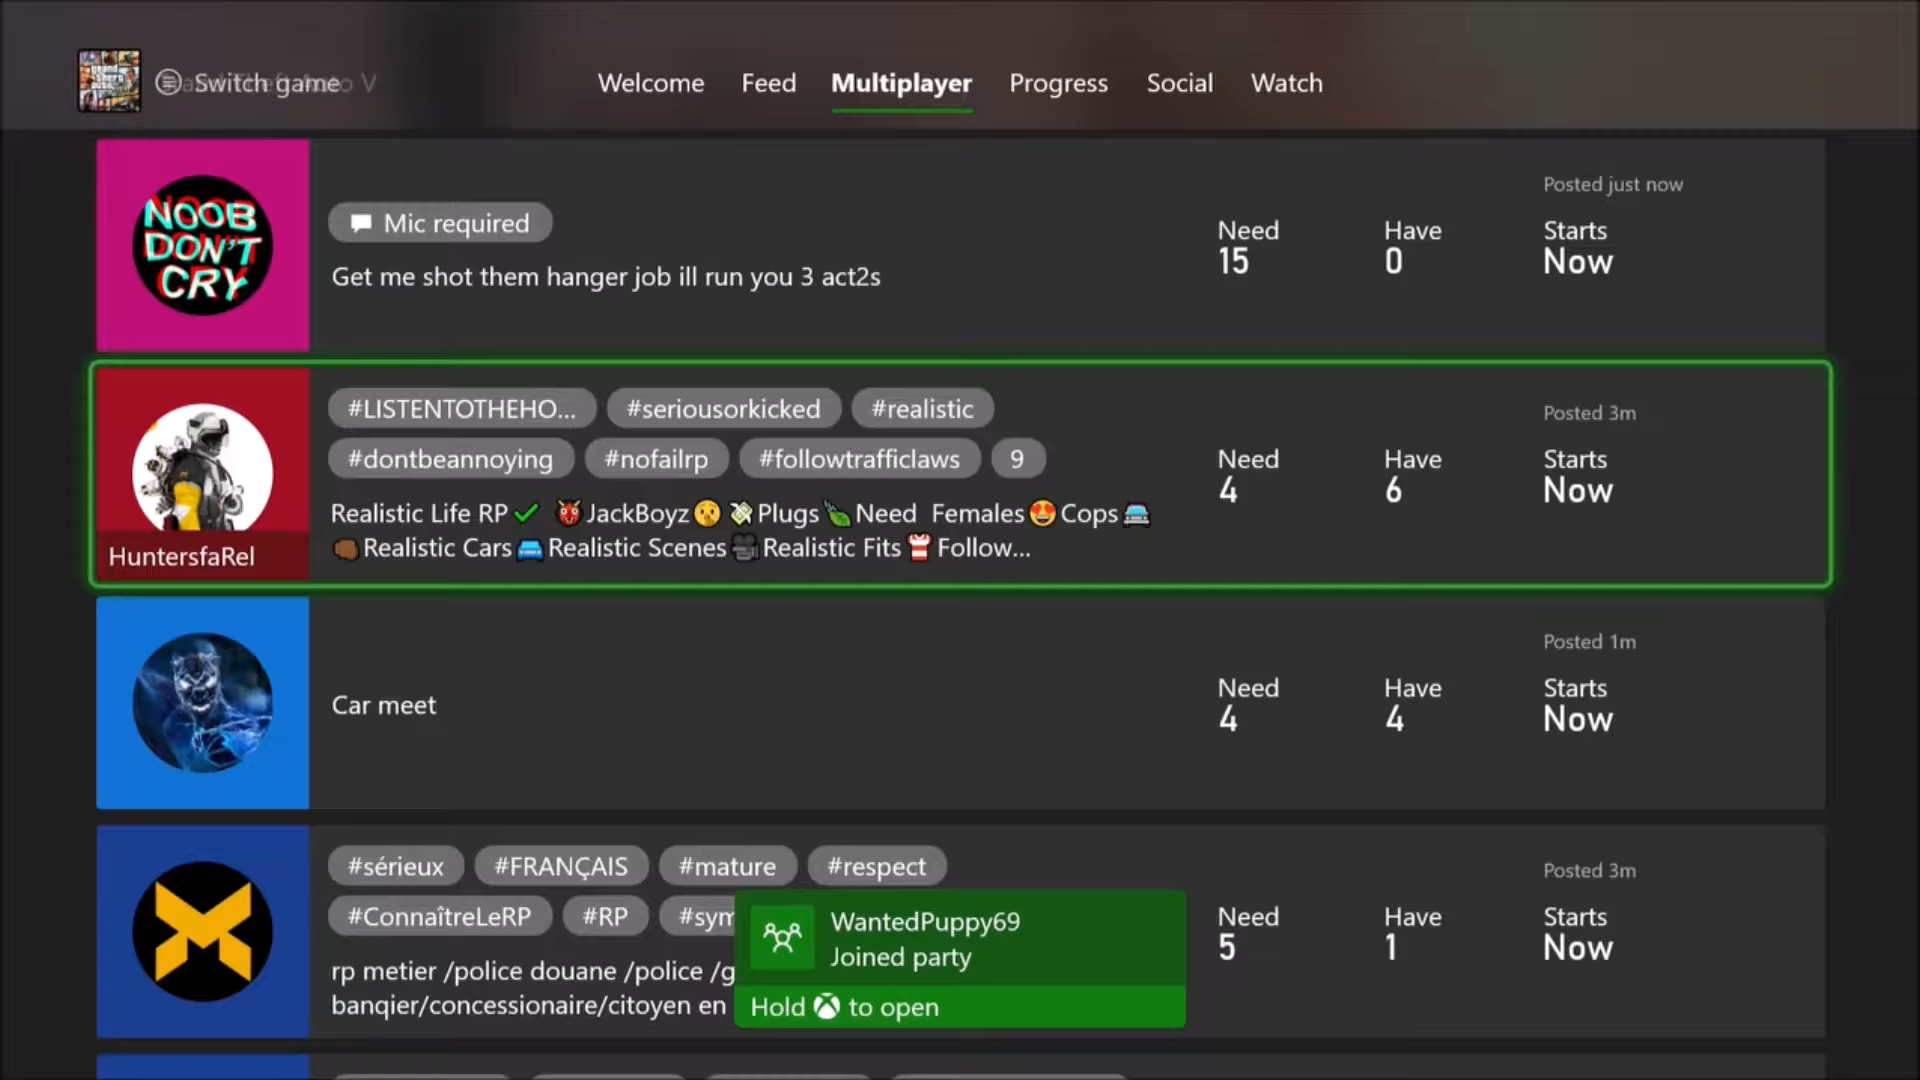 Switch game
Welcome
Feed
Multiplayer
Progress
Social
Watch
NOOB
DON'T
CRY
Mic required
Get me shot them hanger job ill run you 3 act2s
Need
15
Have
0
Posted just now
Starts
Now
HuntersfaRel
#LISTENTOTHEHO...
#seriousorkicked
#realistic
#dontbeannoying
#nofailrp
#followtrafficlaws
9
Realistic Life RP✔ 👹JackBoyz🤫 💸Plugs🌿Need Females😍Cops🚔
👊🏾Realistic Cars🚘Realistic Scenes🎥Realistic Fits👕Follow...
Need
4
Have
6
Posted 3m
Starts
Now
Car meet
Need
4
Have
4
Posted 1m
Starts
Now
#sérieux
#FRANÇAIS
#mature
#respect
#ConnaîtreLeRP
#RP
#sym
rp metier /police douane /police /g
banqier/concessionaire/citoyen en
Need
5
Have
1
Posted 3m
Starts
Now
WantedPuppy69
Joined party
Hold to open